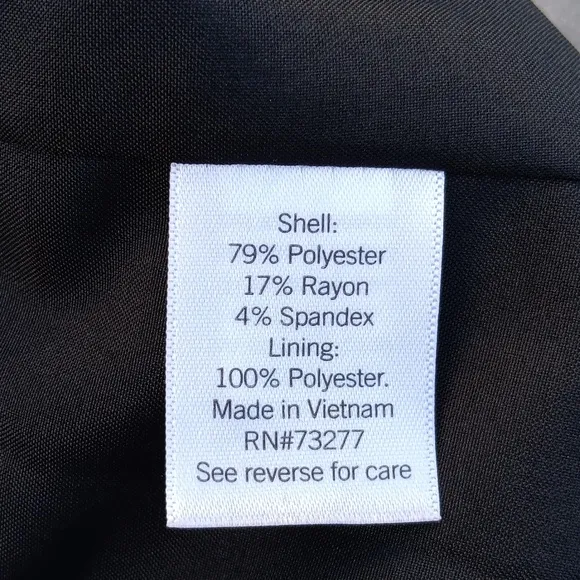 Shell:
79% Polyester
17% Rayon
4% Spandex
Lining:
100% Polyester.
Made in Vietnam
RN#73277
See reverse for care